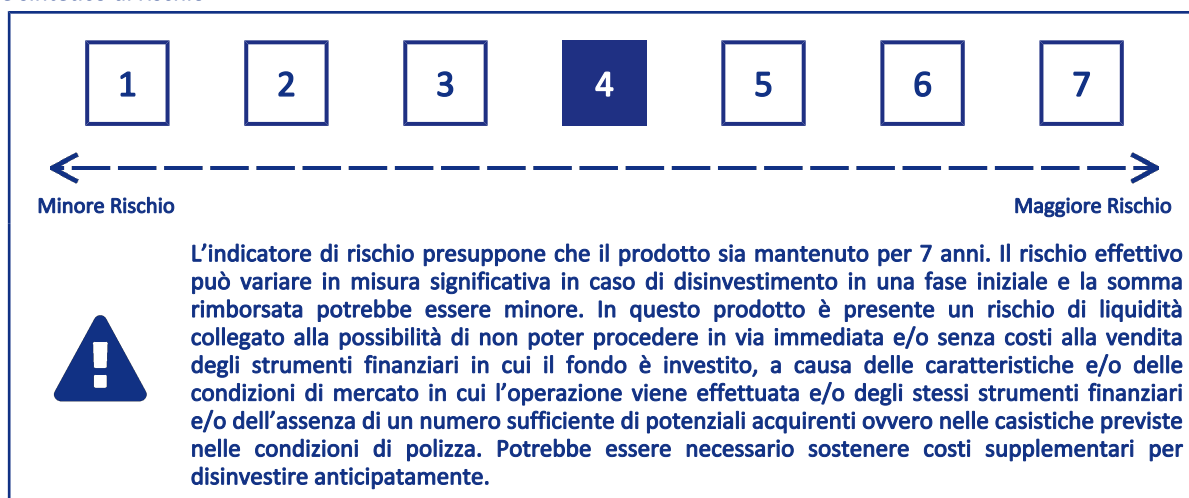 1 2 3 4 5 6 7
Minore Rischio Maggiore Rischio
L’indicatore di rischio presuppone che il prodotto sia mantenuto per 7 anni. Il rischio effettivo
può variare in misura significativa in caso di disinvestimento in una fase iniziale e la somma
rimborsata potrebbe essere minore. In questo prodotto è presente un rischio di liquidità
collegato alla possibilità di non poter procedere in via immediata e/o senza costi alla vendita
degli strumenti finanziari in cui il fondo è investito, a causa delle caratteristiche e/o delle
condizioni di mercato in cui l’operazione viene effettuata e/o degli stessi strumenti finanziari
e/o dell’assenza di un numero sufficiente di potenziali acquirenti ovvero nelle casistiche previste
nelle condizioni di polizza. Potrebbe essere necessario sostenere costi supplementari per
disinvestire anticipatamente.